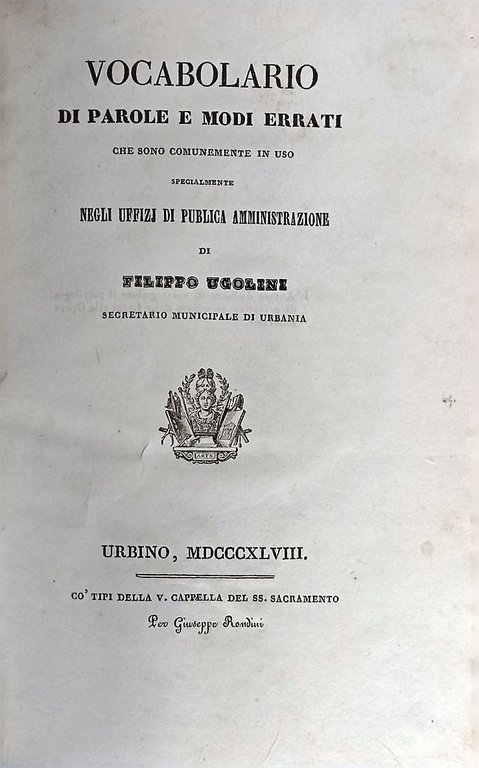 VOCABOLARIO
DI PAROLE E MODI ERRATI
CHE SONO COMUNEMENTE IN USO
SPECIALMENTE
NEGLI UFFIZJ DI PUBLICA AMMINISTRAZIONE
DI
FILIPPO UGOLINI
SECRETARIO MUNICIPALE DI URBANIA
ARTS
URBINO, MDCCCXLVIII.
CO' TIPI DELLA V. CAPPELLA DEL SS. SACRAMENTO
Per Giuseppe Rondini